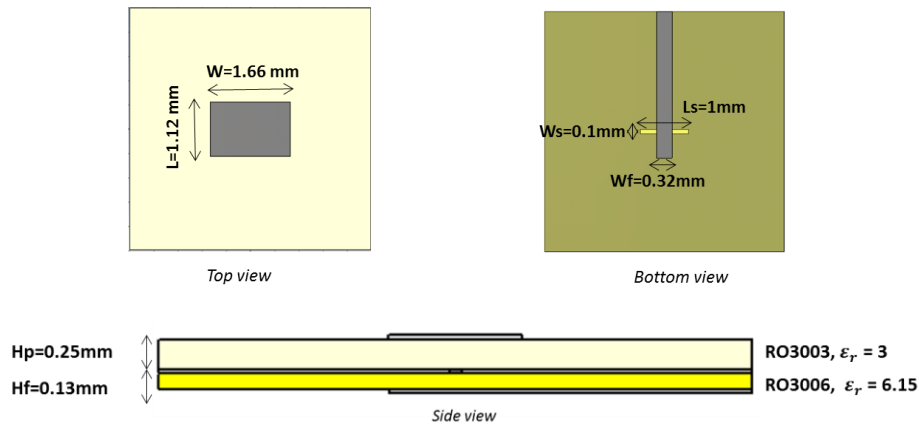 W=1.66 mm
L=1.12 mm
Top view
Ls=1mm
Ws=0.1mm
Wf=0.32mm
Bottom view
Hp=0.25mm
RO3003, εᵣ = 3
Hf=0.13mm
RO3006, εᵣ = 6.15
Side view